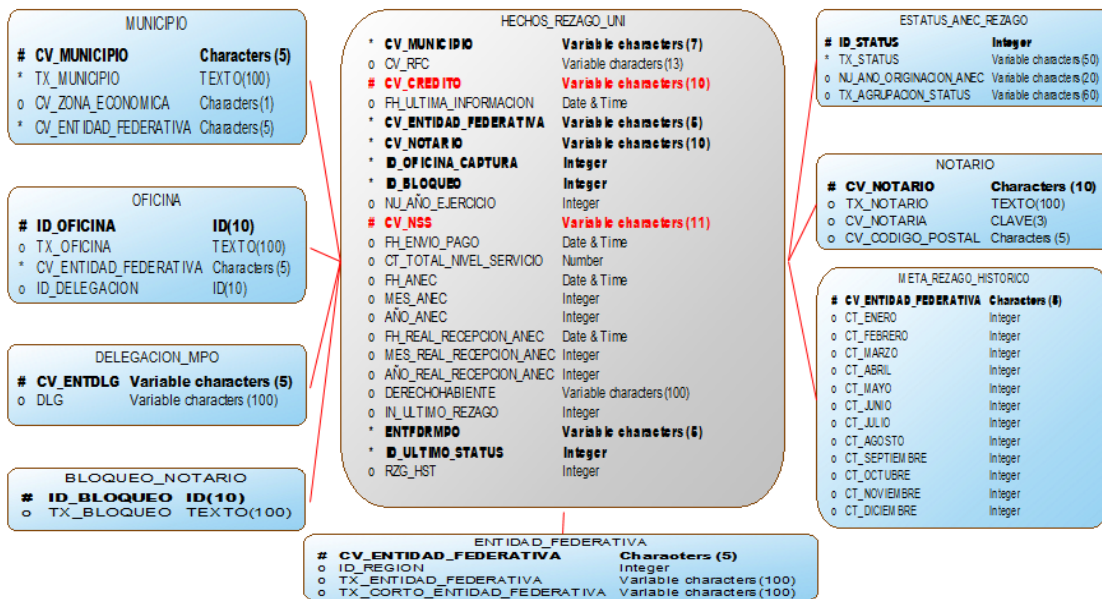 MUNICIPIO
# CV_MUNICIPIO Characters (5)
* TX_MUNICIPIO TEXTO(100)
o CV_ZONA_ECONOMICA Characters(1)
* CV_ENTIDAD_FEDERATIVA Characters(5)
OFICINA
# ID_OFICINA ID(10)
o TX_OFICINA TEXTO(100)
* CV_ENTIDAD_FEDERATIVA Characters(5)
o ID_DELEGACION ID(10)
DELEGACION_MPO
# CV_ENTDLG Variable characters (5)
o DLG Variable characters (100)
BLOQUEO_NOTARIO
# ID_BLOQUEO ID(10)
o TX_BLOQUEO TEXTO(100)
HECHOS_REZAGO_UNI
* CV_MUNICIPIO Variable characters (7)
o CV_RFC Variable characters (13)
# CV_CREDITO Variable characters (10)
o FH_ULTIMA_INFORMACION Date & Time
* CV_ENTIDAD_FEDERATIVA Variable characters (5)
* CV_NOTARIO Variable characters (10)
* ID_OFICINA_CAPTURA Integer
* ID_BLOQUEO Integer
o NU_AÑO_EJERCICIO Integer
# CV_NSS Variable characters (11)
o FH_ENVIO_PAGO Date & Time
o CT_TOTAL_NIVEL_SERVICIO Number
o FH_ANEC Date & Time
o MES_ANEC Integer
o AÑO_ANEC Integer
o FH_REAL_RECEPCION_ANEC Date & Time
o MES_REAL_RECEPCION_ANEC Integer
o AÑO_REAL_RECEPCION_ANEC Integer
o DERECHOHABIENTE Variable characters (100)
o IN_ULTIMO_REZAGO Integer
* ENTFDRMPO Variable characters (5)
* ID_ULTIMO_STATUS Integer
o RZG_HST Integer
ESTATUS_ANEC_REZAGO
# ID_STATUS Integer
* TX_STATUS Variable characters (50)
o NU_ANO_ORIGINACION_ANEC Variable characters (20)
o TX_AGRUPACION_STATUS Variable characters (60)
NOTARIO
# CV_NOTARIO Characters (10)
o TX_NOTARIO TEXTO(100)
o CV_NOTARIA CLAVE(3)
o CV_CODIGO_POSTAL Characters (5)
META_REZAGO_HISTORICO
# CV_ENTIDAD_FEDERATIVA Characters (5)
o CT_ENERO Integer
o CT_FEBRERO Integer
o CT_MARZO Integer
o CT_ABRIL Integer
o CT_MAYO Integer
o CT_JUNIO Integer
o CT_JULIO Integer
o CT_AGOSTO Integer
o CT_SEPTIEMBRE Integer
o CT_OCTUBRE Integer
o CT_NOVIEMBRE Integer
o CT_DICIEMBRE Integer
ENTIDAD_FEDERATIVA
# CV_ENTIDAD_FEDERATIVA Characters (5)
o ID_REGION Integer
o TX_ENTIDAD_FEDERATIVA Variable characters (100)
o TX_CORTO_ENTIDAD_FEDERATIVA Variable characters (100)